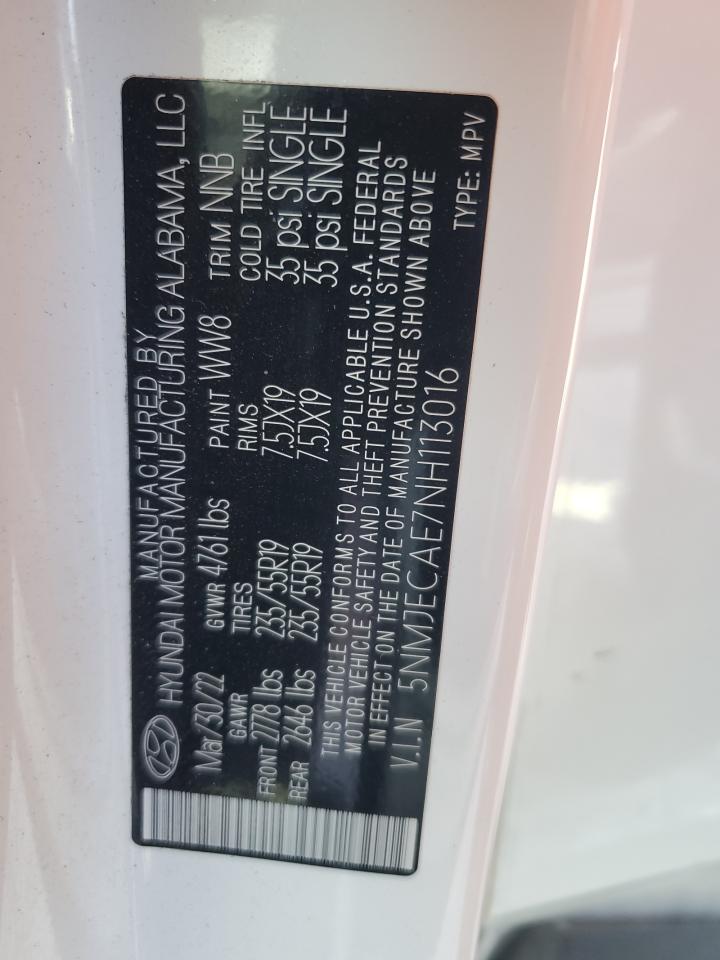 MANUFACTURED BY
HYUNDAI MOTOR MANUFACTURING ALABAMA, LLC
Mar/30/22 GVWR 4761 lbs PAINT WW8 TRIM NNB
GAWR TIRES RIMS COLD TIRE INFL
FRONT 2778 lbs 235/55R19 7.5JX19 35 psi SINGLE
REAR 2646 lbs 235/55R19 7.5JX19 35 psi SINGLE
THIS VEHICLE CONFORMS TO ALL APPLICABLE U.S.A. FEDERAL
MOTOR VEHICLE SAFETY AND THEFT PREVENTION STANDARDS
IN EFFECT ON THE DATE OF MANUFACTURE SHOWN ABOVE
V.I.N 5NMJECAE7NH113016 TYPE: MPV